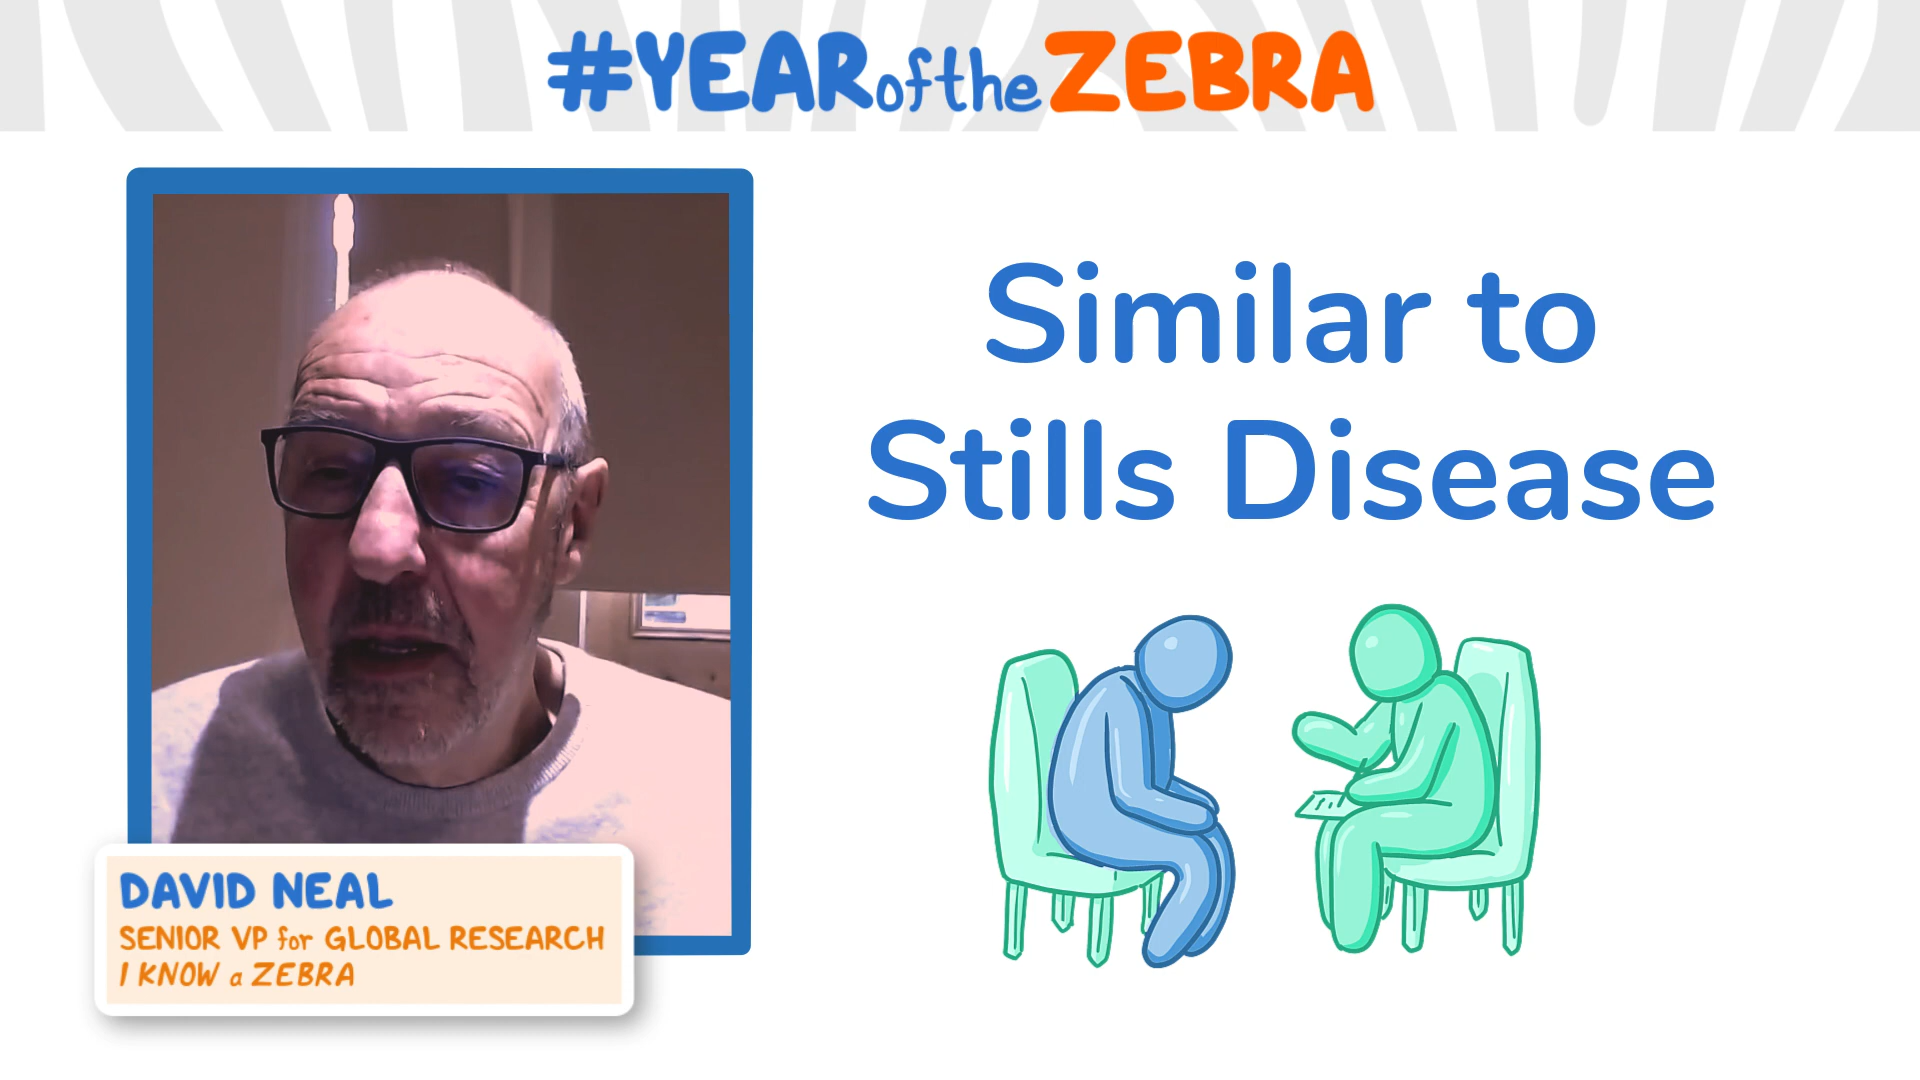 #YEARoftheZEBRA
Similar to
Stills Disease
DAVID NEAL
SENIOR VP for GLOBAL RESEARCH
I KNOW a ZEBRA